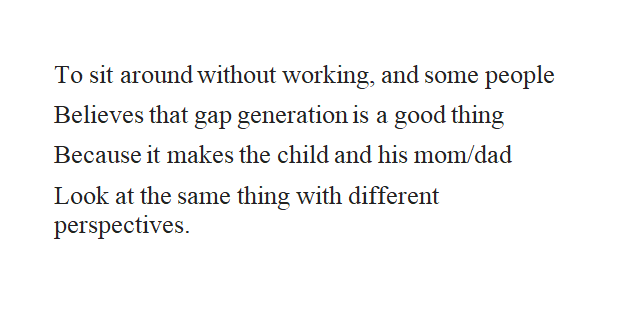 To sit around without working, and some people
Believes that gap generation is a good thing
Because it makes the child and his mom/dad
Look at the same thing with different
perspectives.